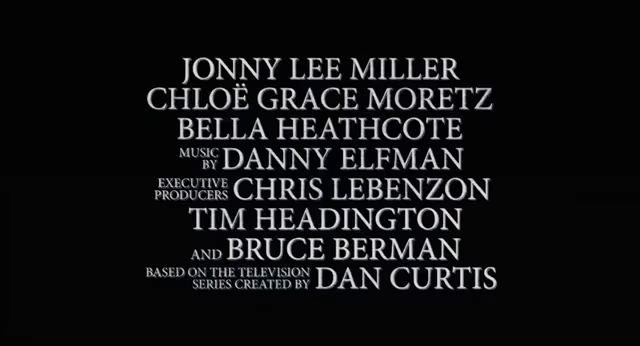 JONNY LEE MILLER
CHLOË GRACE MORETZ
BELLA HEATHCOTE
MUSIC BY DANNY ELFMAN
EXECUTIVE PRODUCERS CHRIS LEBENZON
TIM HEADINGTON
AND BRUCE BERMAN
BASED ON THE TELEVISION SERIES CREATED BY DAN CURTIS